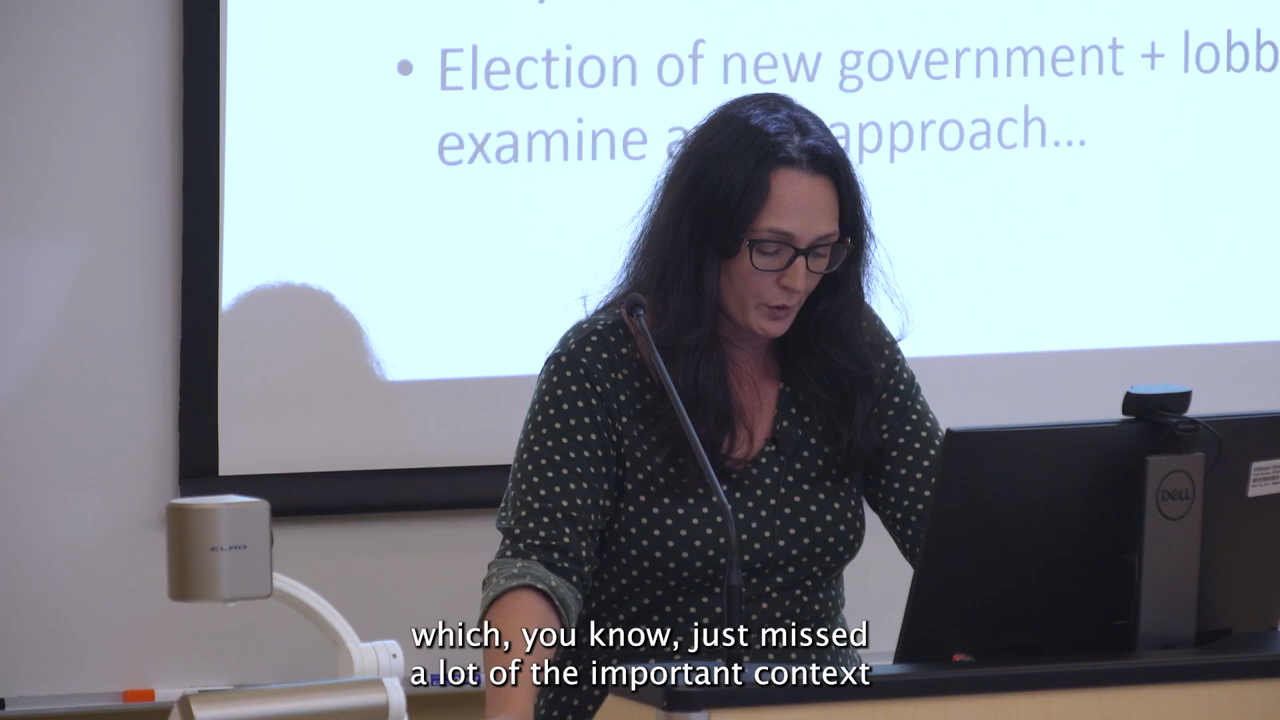 • Election of new government + lobb
examine a approach...
ELMO
DELL
which, you know, just missed
a lot of the important context